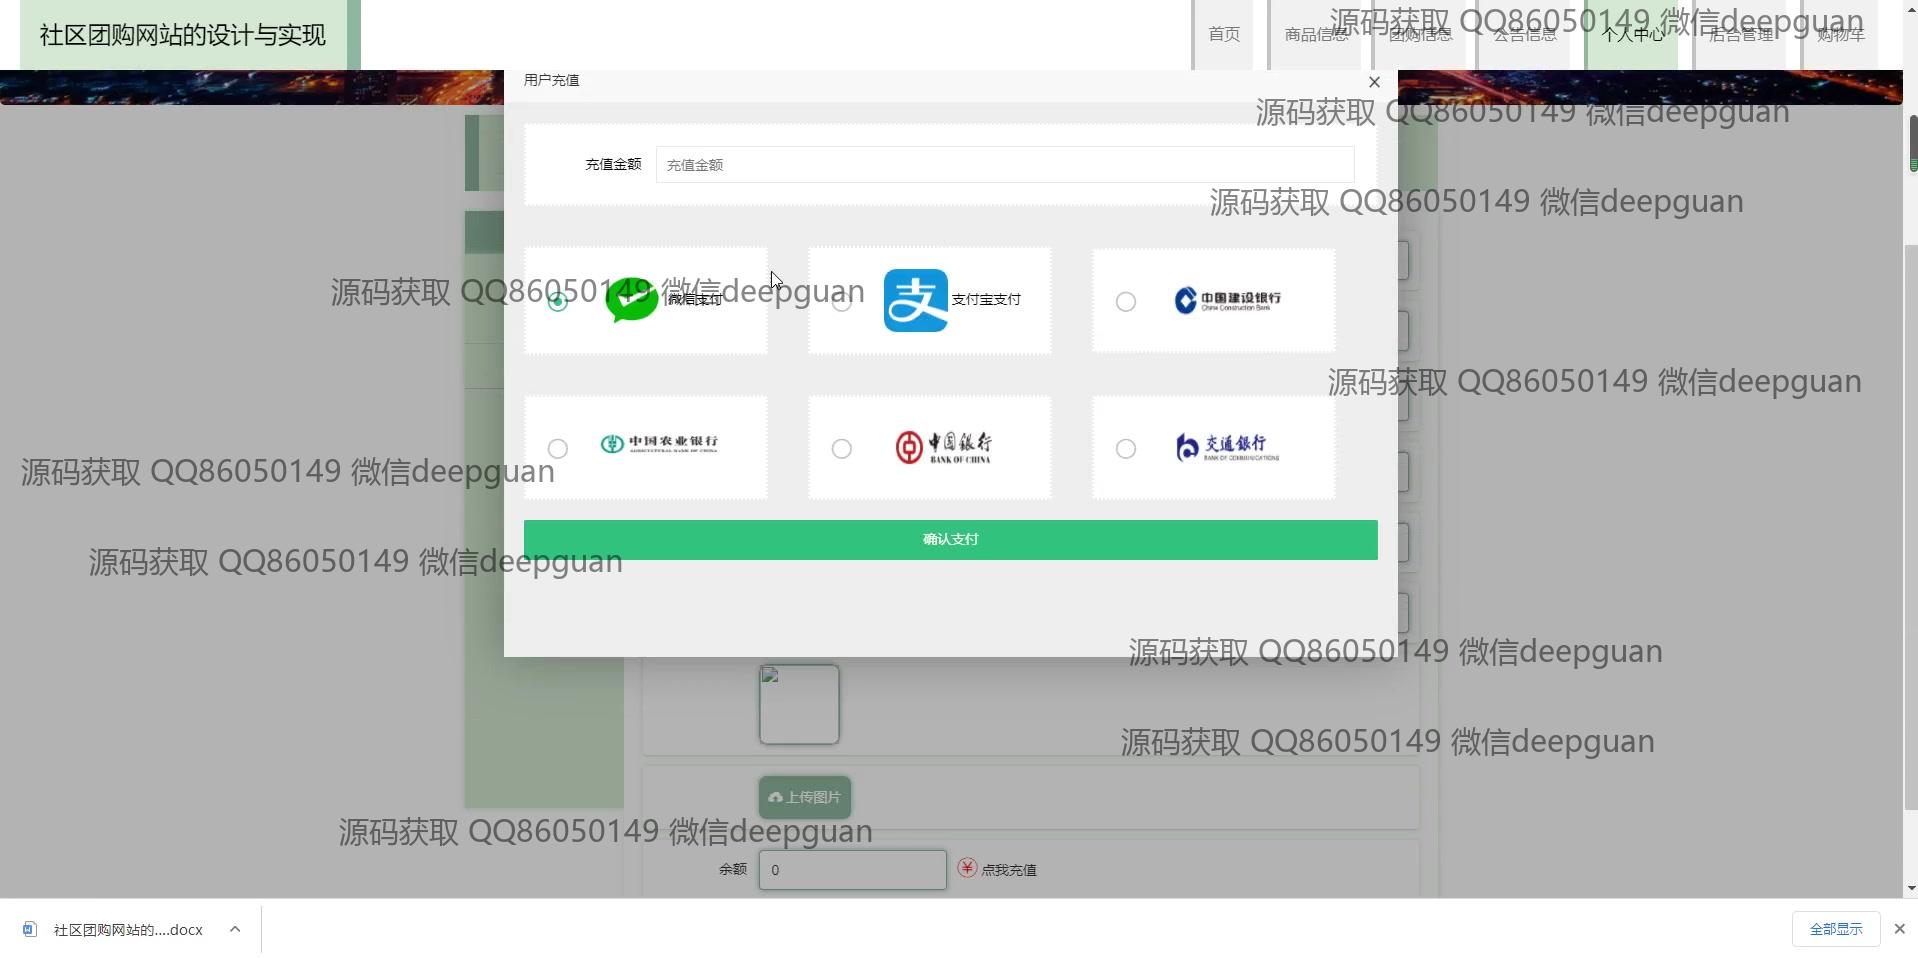 社区团购网站的设计与实现
首页
商品信息
团购信息
公告信息
个人中心
后台管理
购物车
源码获取 QQ86050149 微信deepguan
用户充值
源码获取 QQ86050149 微信deepguan
充值金额
充值金额
源码获取 QQ86050149 微信deepguan
源码获取 QQ86050149 微信deepguan
微信支付
支付宝支付
支
中国建设银行
China Construction Bank
源码获取 QQ86050149 微信deepguan
中国农业银行
AGRICULTURAL BANK OF CHINA
中国银行
BANK OF CHINA
交通银行
BANK OF COMMUNICATIONS
源码获取 QQ86050149 微信deepguan
确认支付
源码获取 QQ86050149 微信deepguan
源码获取 QQ86050149 微信deepguan
源码获取 QQ86050149 微信deepguan
上传图片
源码获取 QQ86050149 微信deepguan
余额
0
¥ 点我充值
社区团购网站的....docx
全部显示